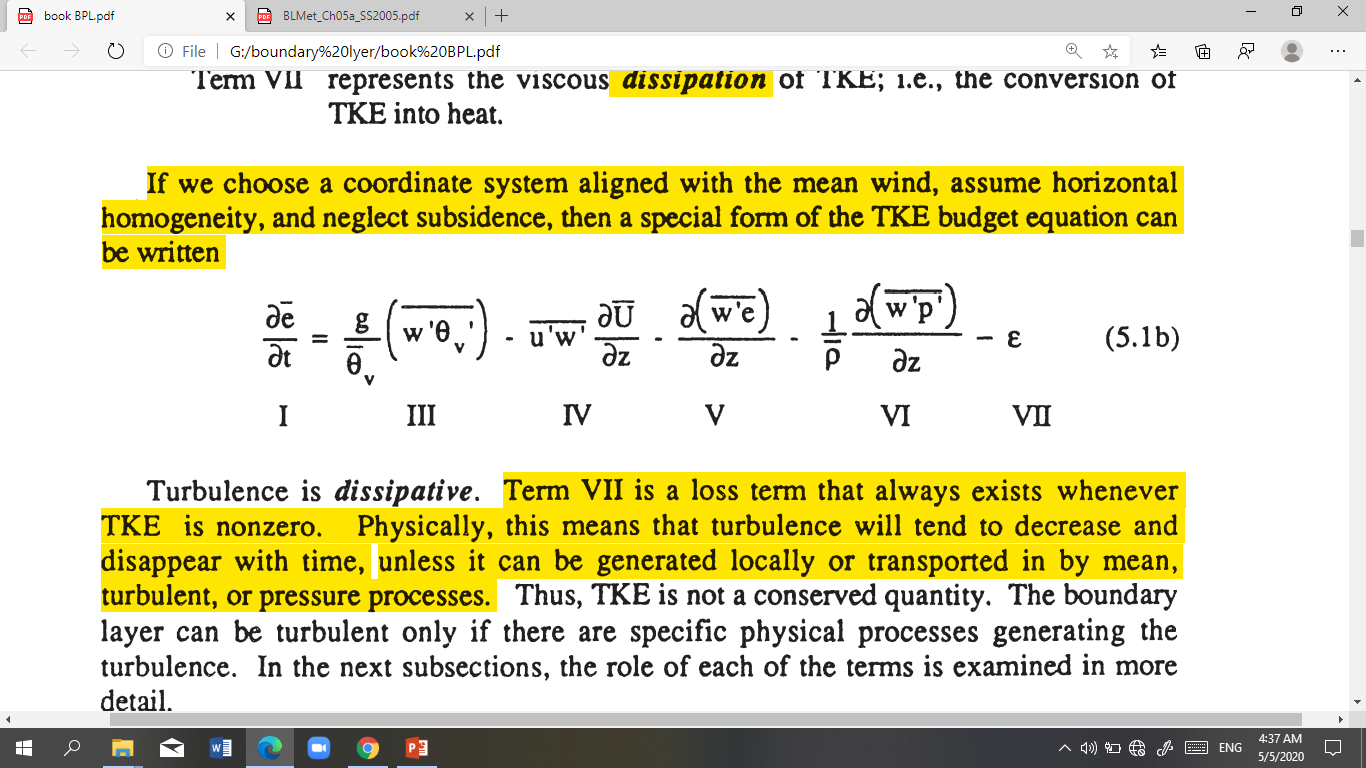 book BPL.pdf
BLMet_Ch05a_SS2005.pdf
File G:/boundary%20lyer/book%20BPL.pdf
Term VII represents the viscous dissipation of TKE; i.e., the conversion of
TKE into heat.
If we choose a coordinate system aligned with the mean wind, assume horizontal
homogeneity, and neglect subsidence, then a special form of the TKE budget equation can
be written
∂e̅/∂t = g/θ̅ᵥ (w̅'̅θ̅ᵥ̅'̅) - u̅'̅w̅'̅ ∂U̅/∂z - ∂(w̅'̅e̅)/∂z - 1/ρ̅ ∂(w̅'̅p̅'̅)/∂z - ε (5.1b)
I III IV V VI VII
Turbulence is dissipative. Term VII is a loss term that always exists whenever
TKE is nonzero. Physically, this means that turbulence will tend to decrease and
disappear with time, unless it can be generated locally or transported in by mean,
turbulent, or pressure processes. Thus, TKE is not a conserved quantity. The boundary
layer can be turbulent only if there are specific physical processes generating the
turbulence. In the next subsections, the role of each of the terms is examined in more
detail.
ENG
4:37 AM
5/5/2020